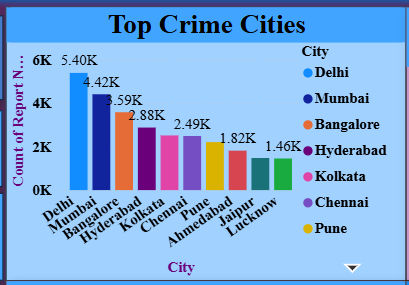 Top Crime Cities
Count of Report N...
6K
4K
2K
0K
5.40K
4.42K
3.59K
2.88K
2.49K
1.82K
1.46K
Delhi
Mumbai
Bangalore
Hyderabad
Kolkata
Chennai
Pune
Ahmedabad
Jaipur
Lucknow
City
City
Delhi
Mumbai
Bangalore
Hyderabad
Kolkata
Chennai
Pune